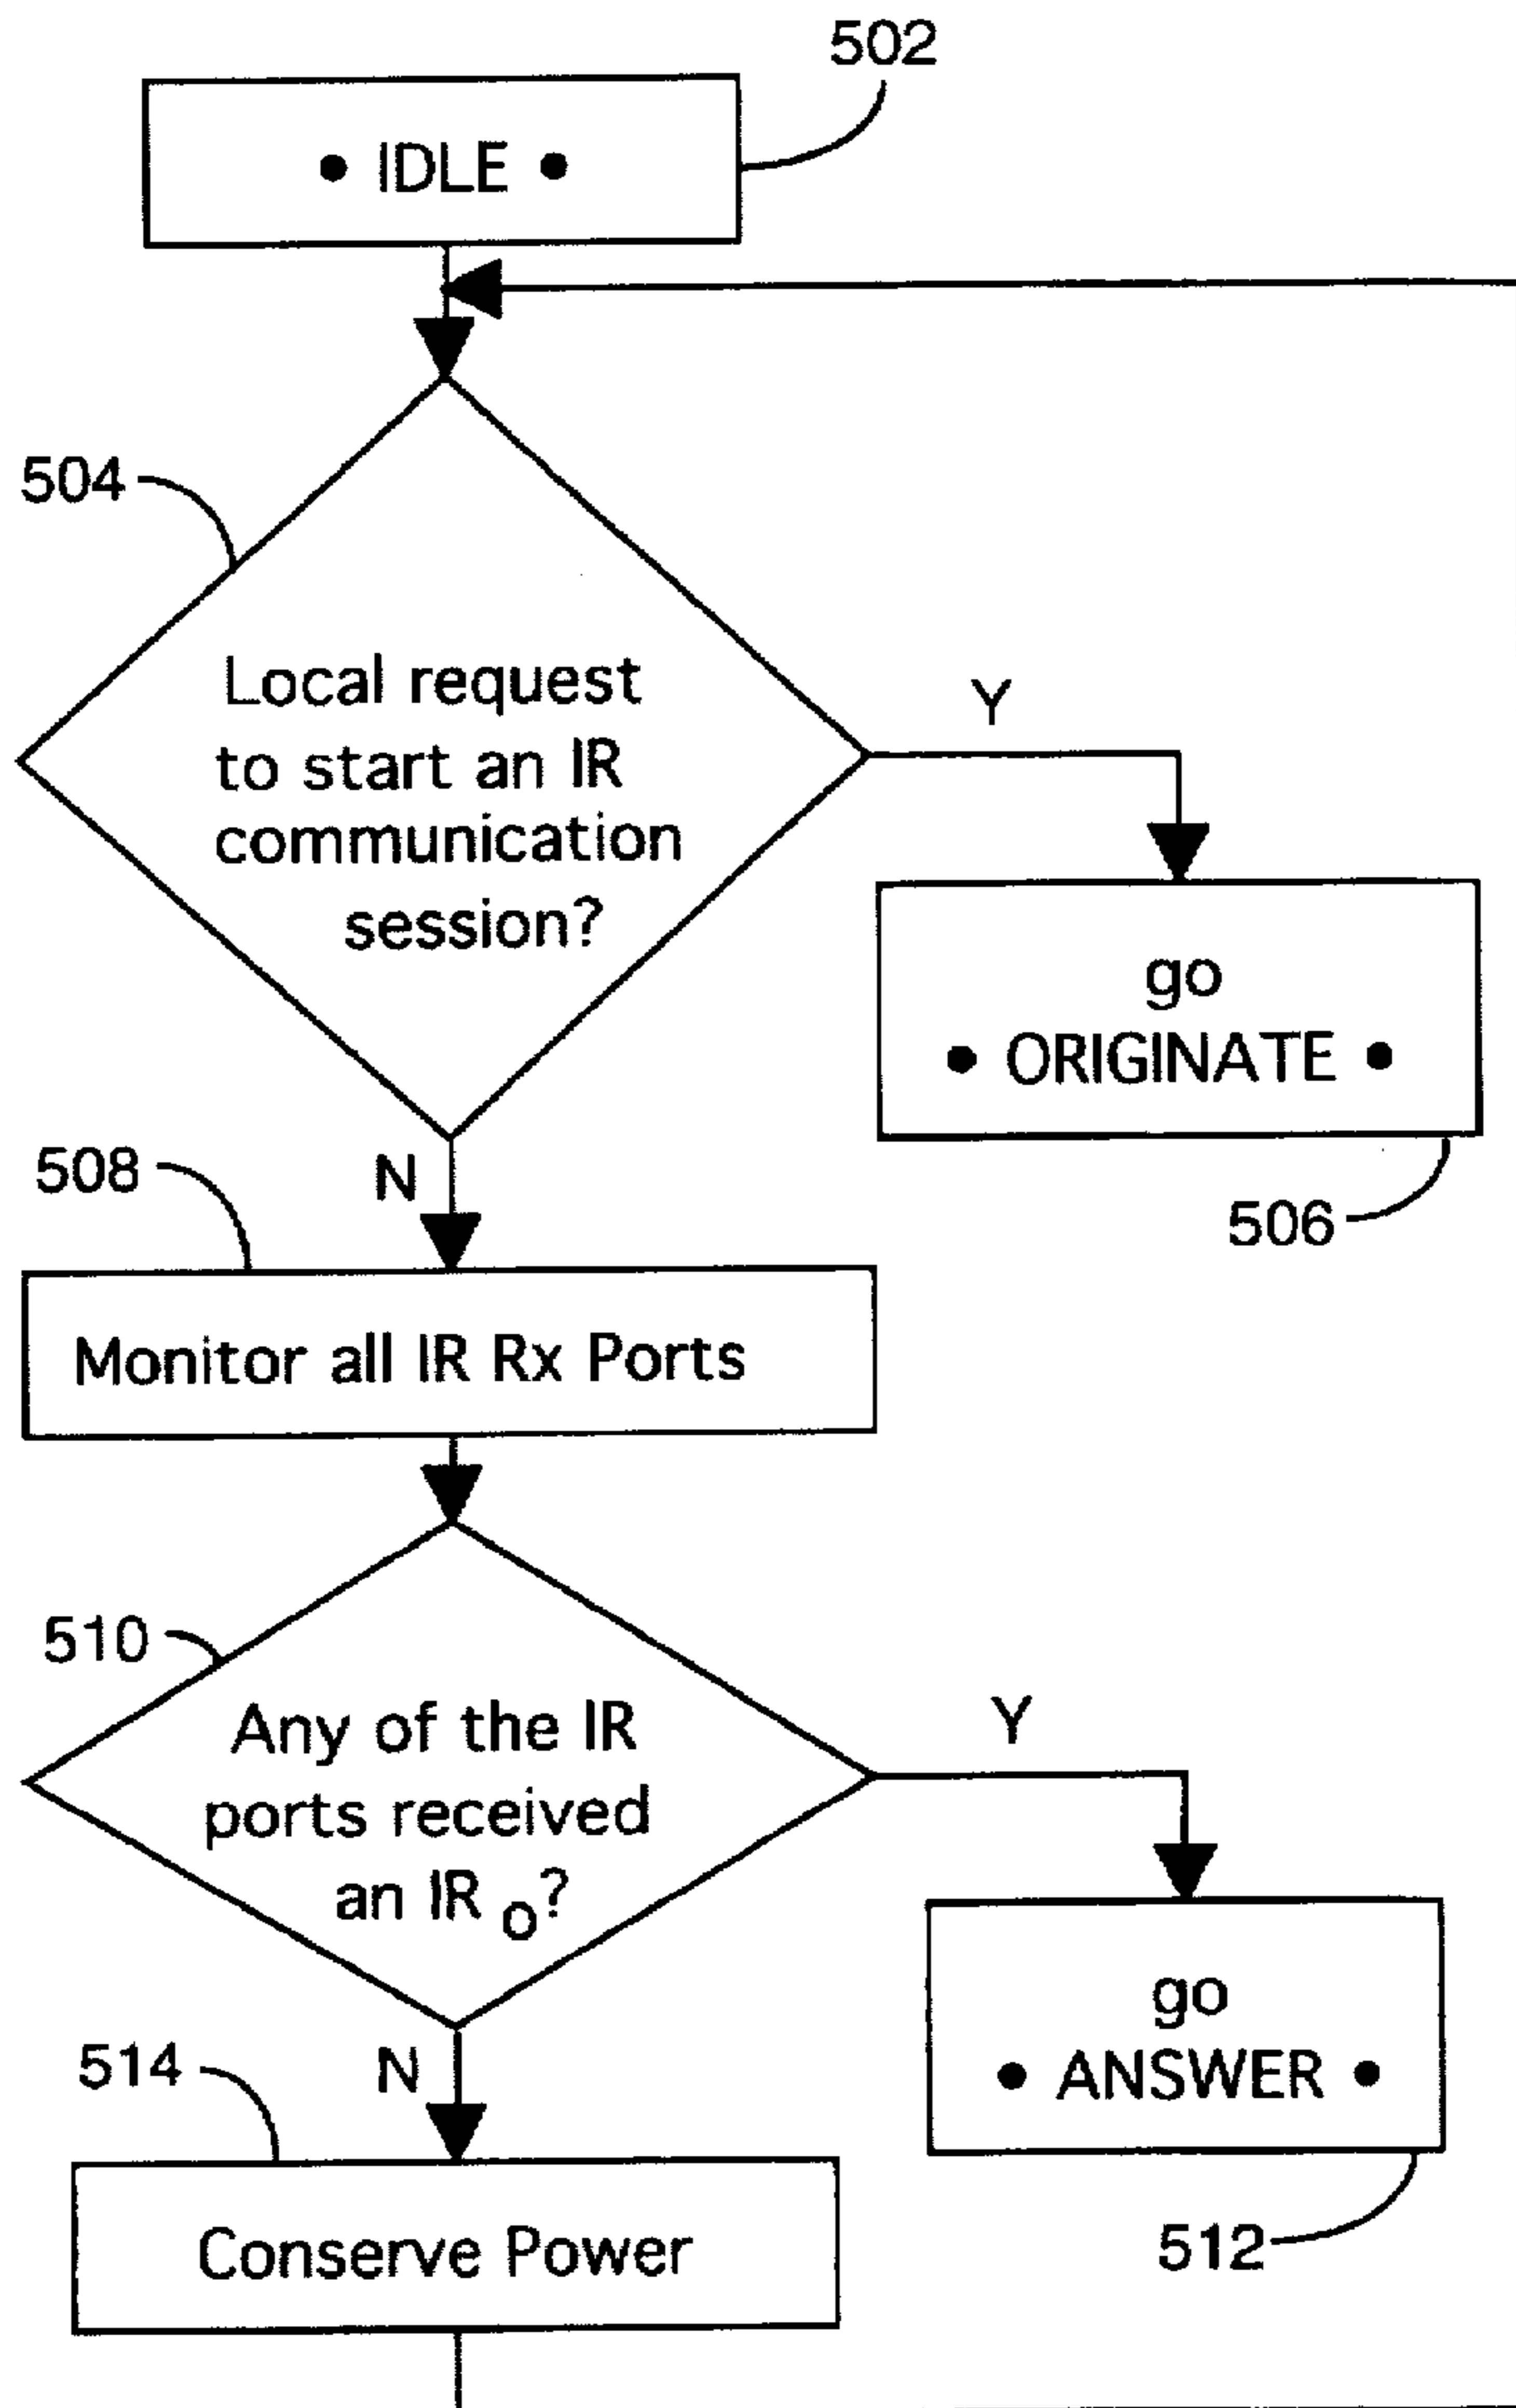 502
• IDLE •
504
Local request
to start an IR
communication
session?
Y
go
• ORIGINATE •
506
N
508
Monitor all IR Rx Ports
510
Any of the IR
ports received
an IR O?
Y
go
• ANSWER •
512
N
514
Conserve Power